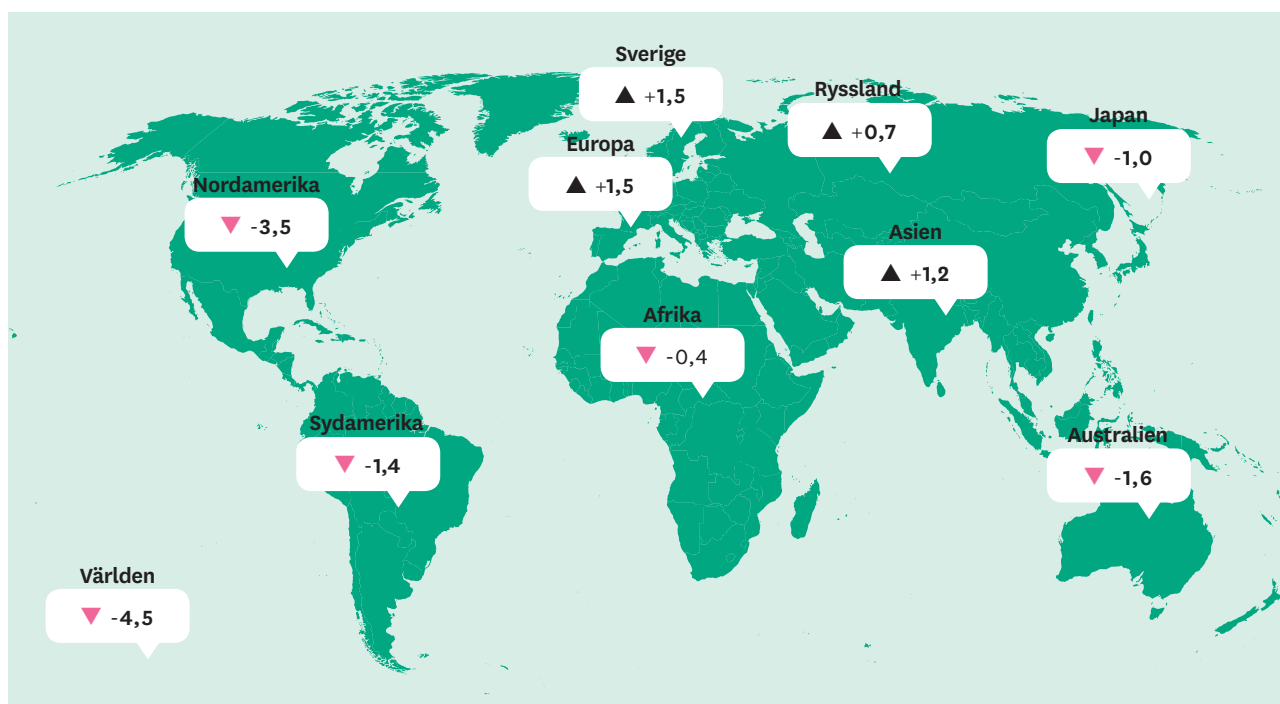 Sverige
▲ +1,5
Ryssland
▲ +0,7
Japan
▼ -1,0
Europa
▲ +1,5
Nordamerika
▼ -3,5
Asien
▲ +1,2
Afrika
▼ -0,4
Sydamerika
▼ -1,4
Australien
▼ -1,6
Världen
▼ -4,5